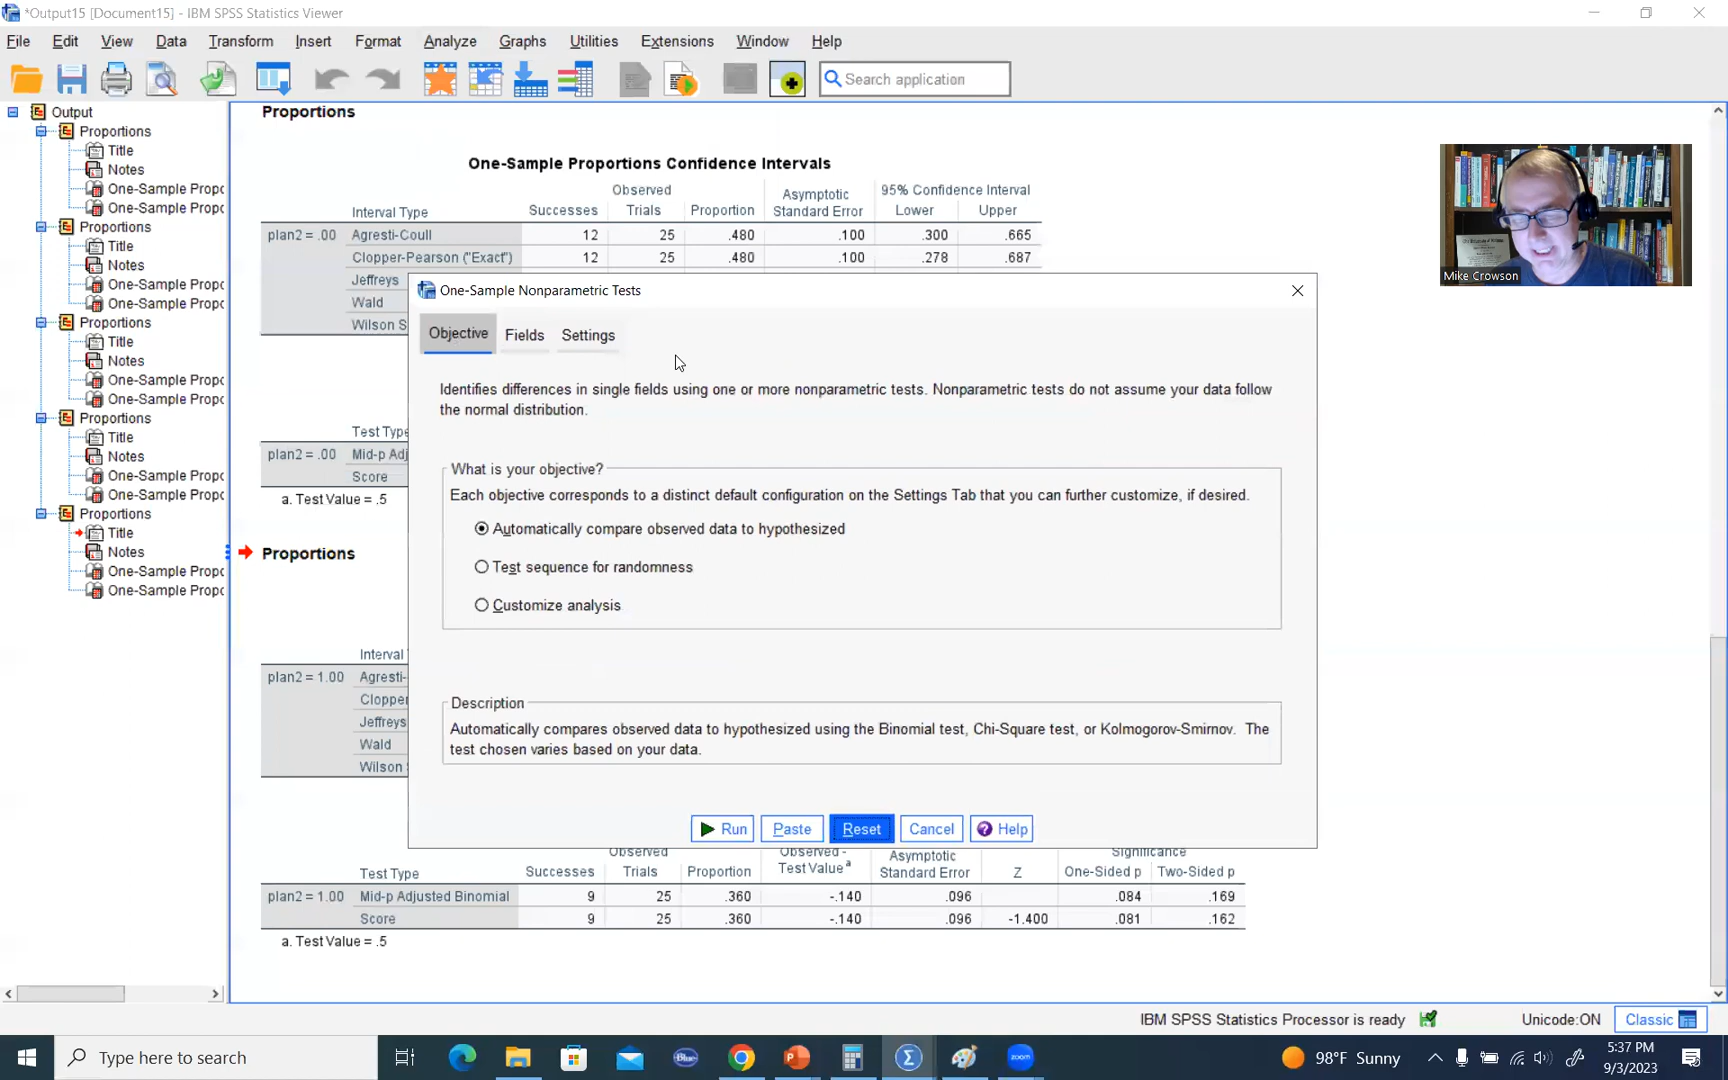 *Output15 [Document15] - IBM SPSS Statistics Viewer
File Edit View Data Transform Insert Format Analyze Graphs Utilities Extensions Window Help
Search application
Output
Proportions
Title
Notes
One-Sample Propo
One-Sample Propo
Proportions
Title
Notes
One-Sample Propo
One-Sample Propo
Proportions
Title
Notes
One-Sample Propo
One-Sample Propo
Proportions
Title
Notes
One-Sample Propo
One-Sample Propo
Proportions
Title
Notes
One-Sample Propo
One-Sample Propo
Proportions
One-Sample Proportions Confidence Intervals
Observed Asymptotic 95% Confidence Interval
Interval Type Successes Trials Proportion Standard Error Lower Upper
plan2 = .00 Agresti-Coull 12 25 .480 .100 .300 .665
Clopper-Pearson ("Exact") 12 25 .480 .100 .278 .687
Jeffreys
Wald
Wilson S
Test Type
plan2 = .00 Mid-p Adj
Score
a. Test Value = .5
Proportions
Interval
plan2 = 1.00 Agresti-
Clopper
Jeffreys
Wald
Wilson
One-Sample Nonparametric Tests
Objective Fields Settings
Identifies differences in single fields using one or more nonparametric tests. Nonparametric tests do not assume your data follow
the normal distribution.
What is your objective?
Each objective corresponds to a distinct default configuration on the Settings Tab that you can further customize, if desired.
Automatically compare observed data to hypothesized
Test sequence for randomness
Customize analysis
Description
Automatically compares observed data to hypothesized using the Binomial test, Chi-Square test, or Kolmogorov-Smirnov. The
test chosen varies based on your data.
Run Paste Reset Cancel Help
Observed Observed - Asymptotic Significance
Test Type Successes Trials Proportion Test Value a Standard Error Z One-Sided p Two-Sided p
plan2 = 1.00 Mid-p Adjusted Binomial 9 25 .360 -.140 .096 .084 .169
Score 9 25 .360 -.140 .096 -1.400 .081 .162
a. Test Value = .5
Mike Crowson
IBM SPSS Statistics Processor is ready Unicode:ON Classic
Type here to search
Blue
zoom
98°F Sunny
5:37 PM
9/3/2023